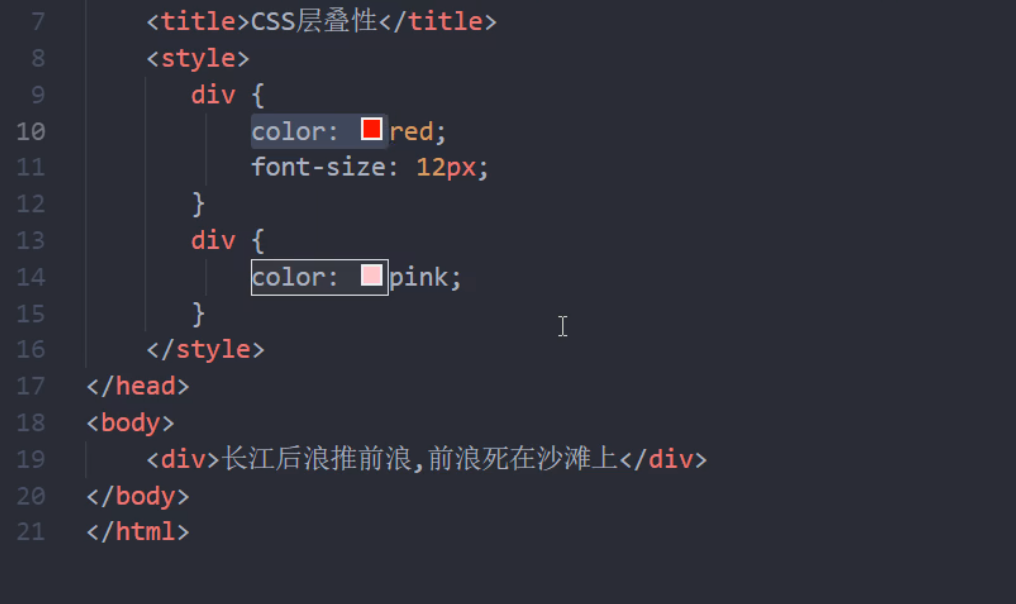 7 <title>CSS层叠性</title>
8 <style>
9 div {
10 color: red;
11 font-size: 12px;
12 }
13 div {
14 color: pink;
15 }
16 </style>
17 </head>
18 <body>
19 <div>长江后浪推前浪,前浪死在沙滩上</div>
20 </body>
21 </html>